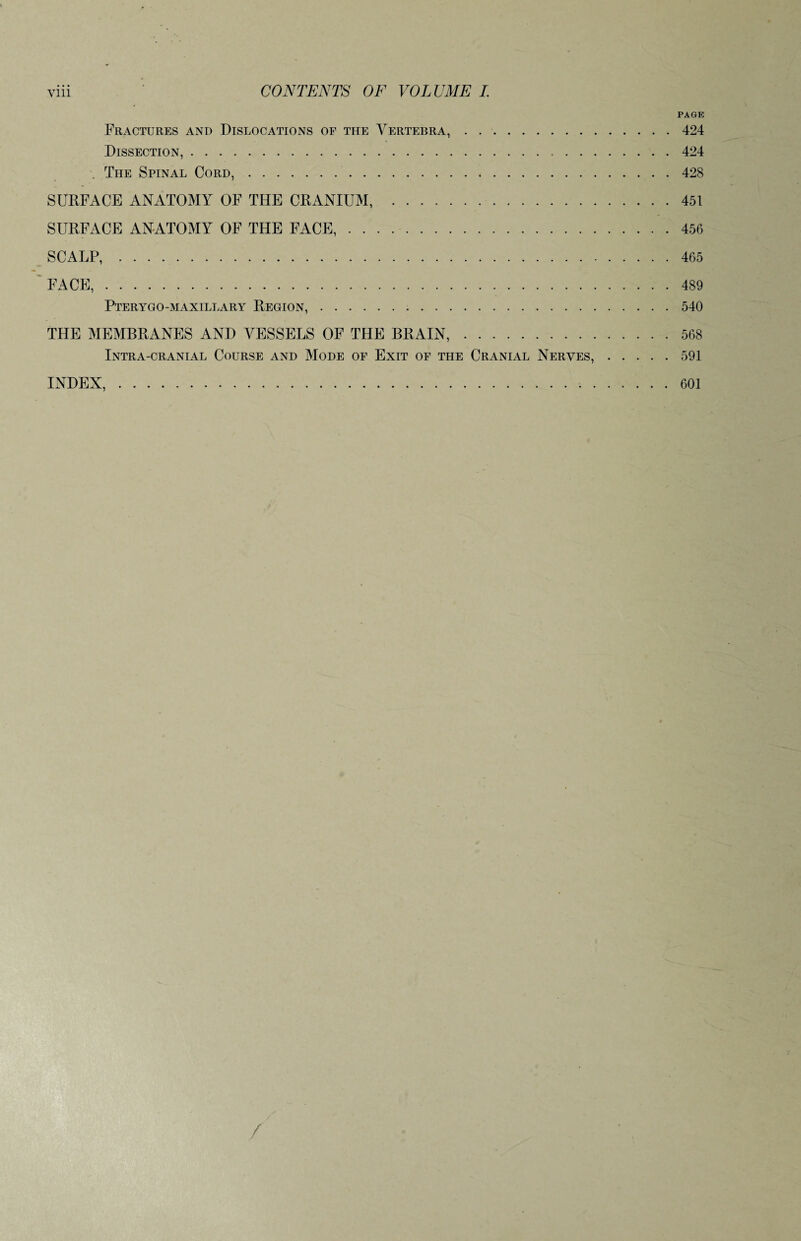 viii CONTENTS OF VOLUME I.
PAGE
Fractures and Dislocations of the Vertebra, . . . . . . . . . . . . . . . 424
Dissection, . . . . . . . . . . . . . . . . . . . . . . . . . . . . . . . . . . 424
The Spinal Cord, . . . . . . . . . . . . . . . . . . . . . . . . . . . . . . 428
SURFACE ANATOMY OF THE CRANIUM, . . . . . . . . . . . . . . . . . . . . 451
SURFACE ANATOMY OF THE FACE, . . . . . . . . . . . . . . . . . . . . . . . 456
SCALP, . . . . . . . . . . . . . . . . . . . . . . . . . . . . . . . . . . . . . . . 465
FACE, . . . . . . . . . . . . . . . . . . . . . . . . . . . . . . . . . . . . . . . . 489
Pterygo-maxillary Region, . . . . . . . . . . . . . . . . . . . . . . . . . 540
THE MEMBRANES AND VESSELS OF THE BRAIN, . . . . . . . . . . . . . . . 568
Intra-cranial Course and Mode of Exit of the Cranial Nerves, . . . . . 591
INDEX, . . . . . . . . . . . . . . . . . . . . . . . . . . . . . . . . . . . . . . . 601